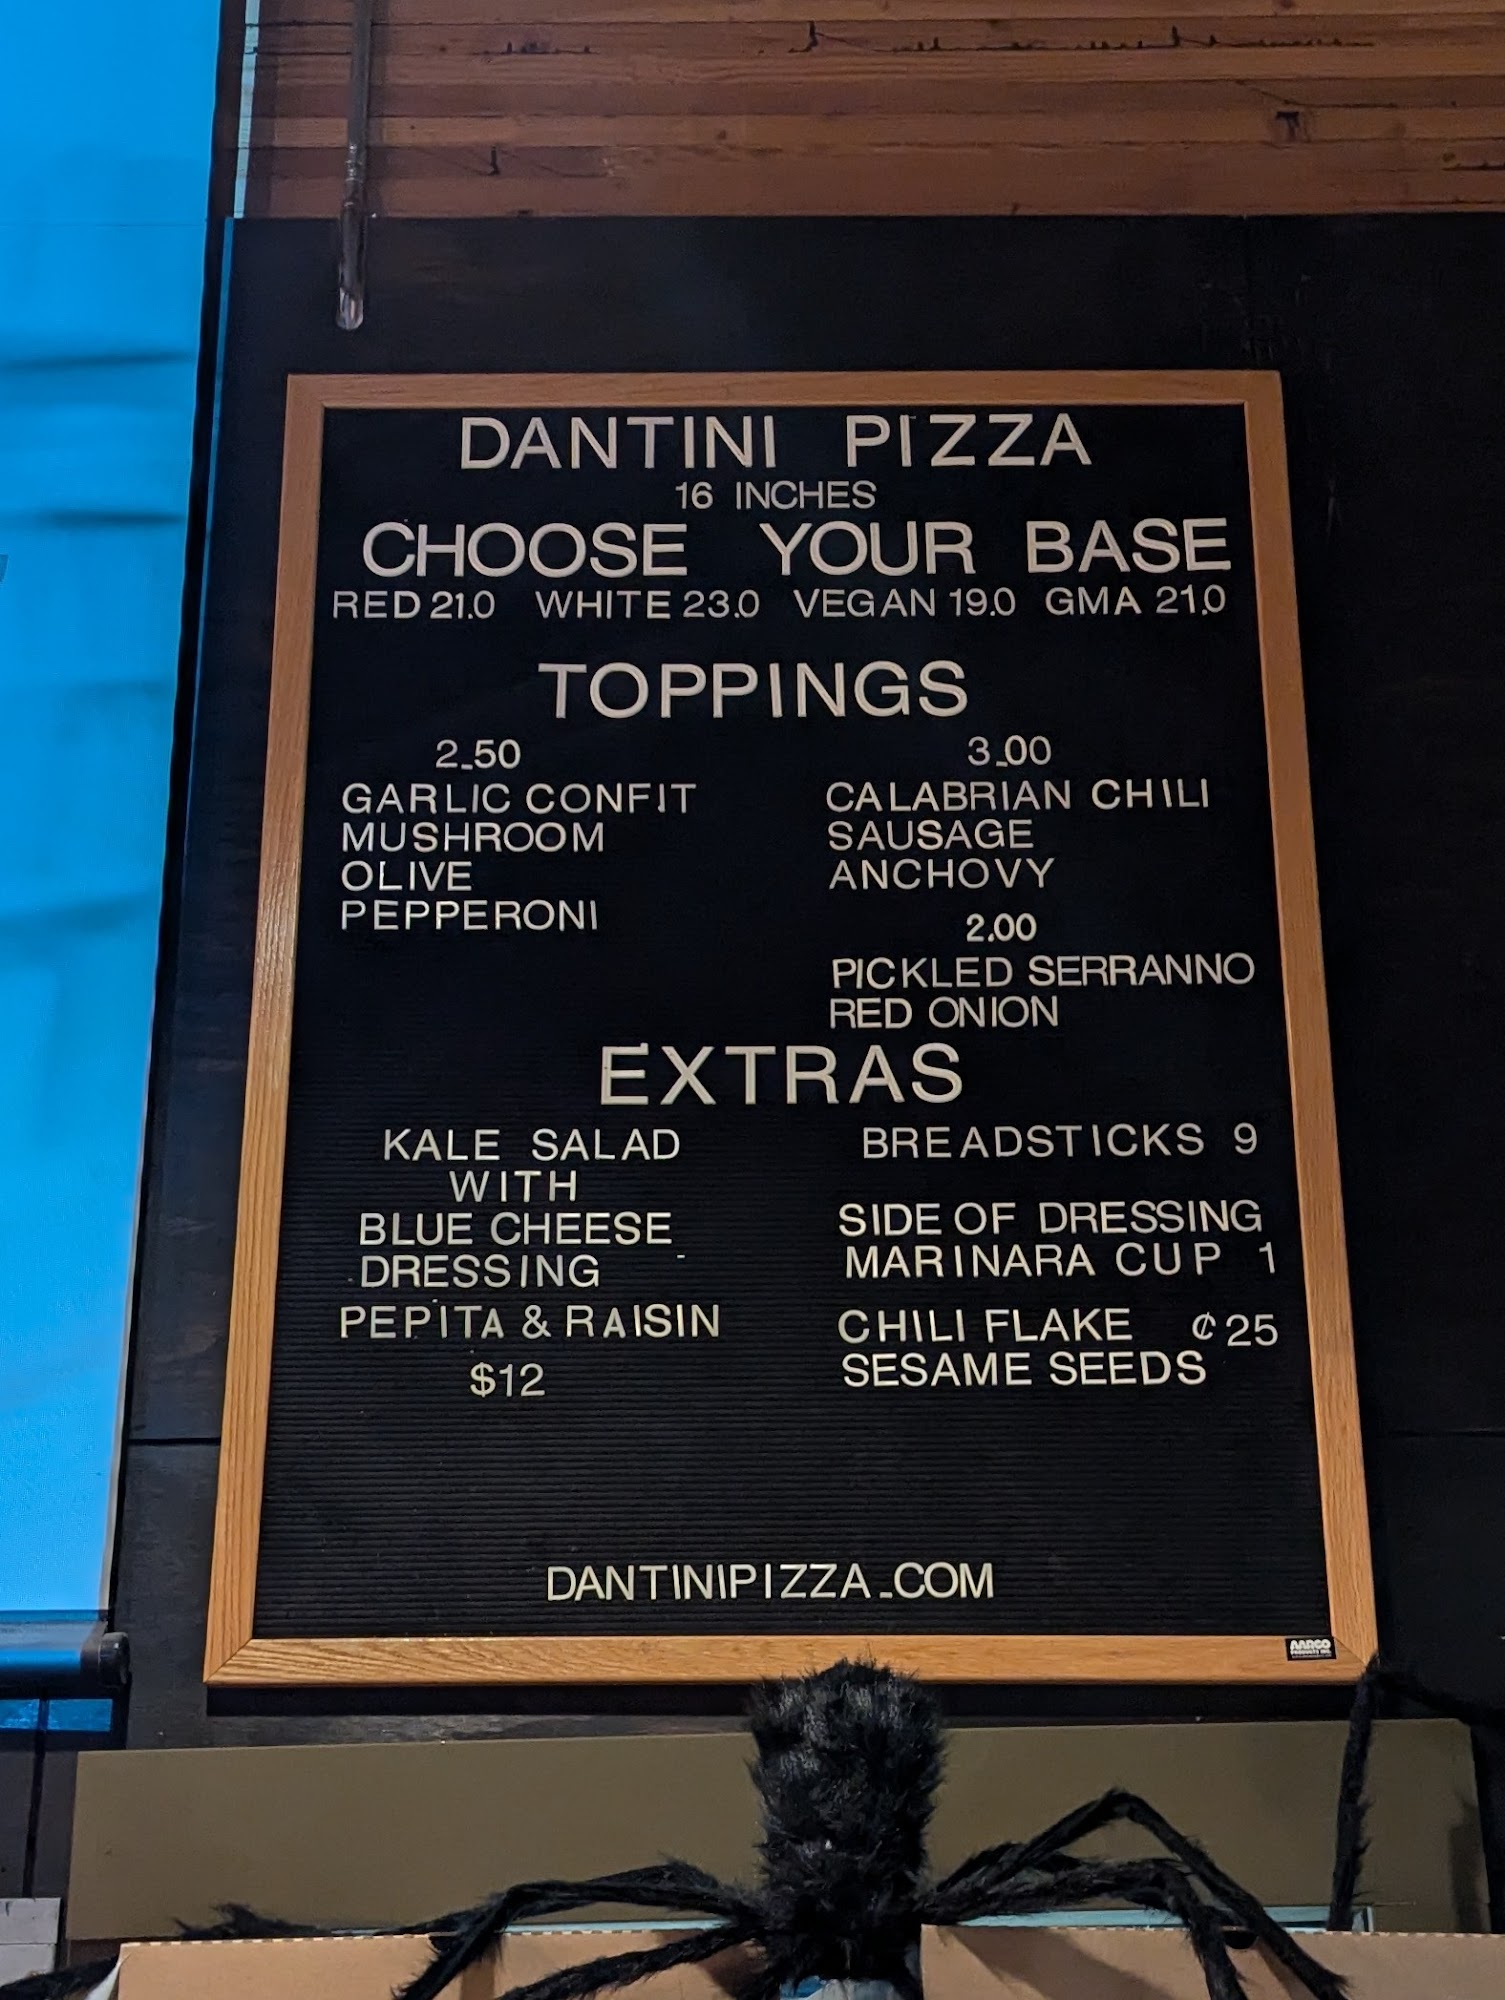 DANTINI PIZZA
16 INCHES
CHOOSE YOUR BASE
RED 21.0 WHITE 23.0 VEGAN 19.0 GMA 21.0
TOPPINGS
2.50
GARLIC CONFIT
MUSHROOM
OLIVE
PEPPERONI
3.00
CALABRIAN CHILI
SAUSAGE
ANCHOVY
2.00
PICKLED SERRANNO
RED ONION
EXTRAS
KALE SALAD
WITH
BLUE CHEESE
DRESSING
PEPITA & RAISIN
$12
BREADSTICKS 9
SIDE OF DRESSING
MARINARA CUP 1
CHILI FLAKE ¢25
SESAME SEEDS
DANTINIPIZZA.COM
AARCO
PRODUCTS INC.